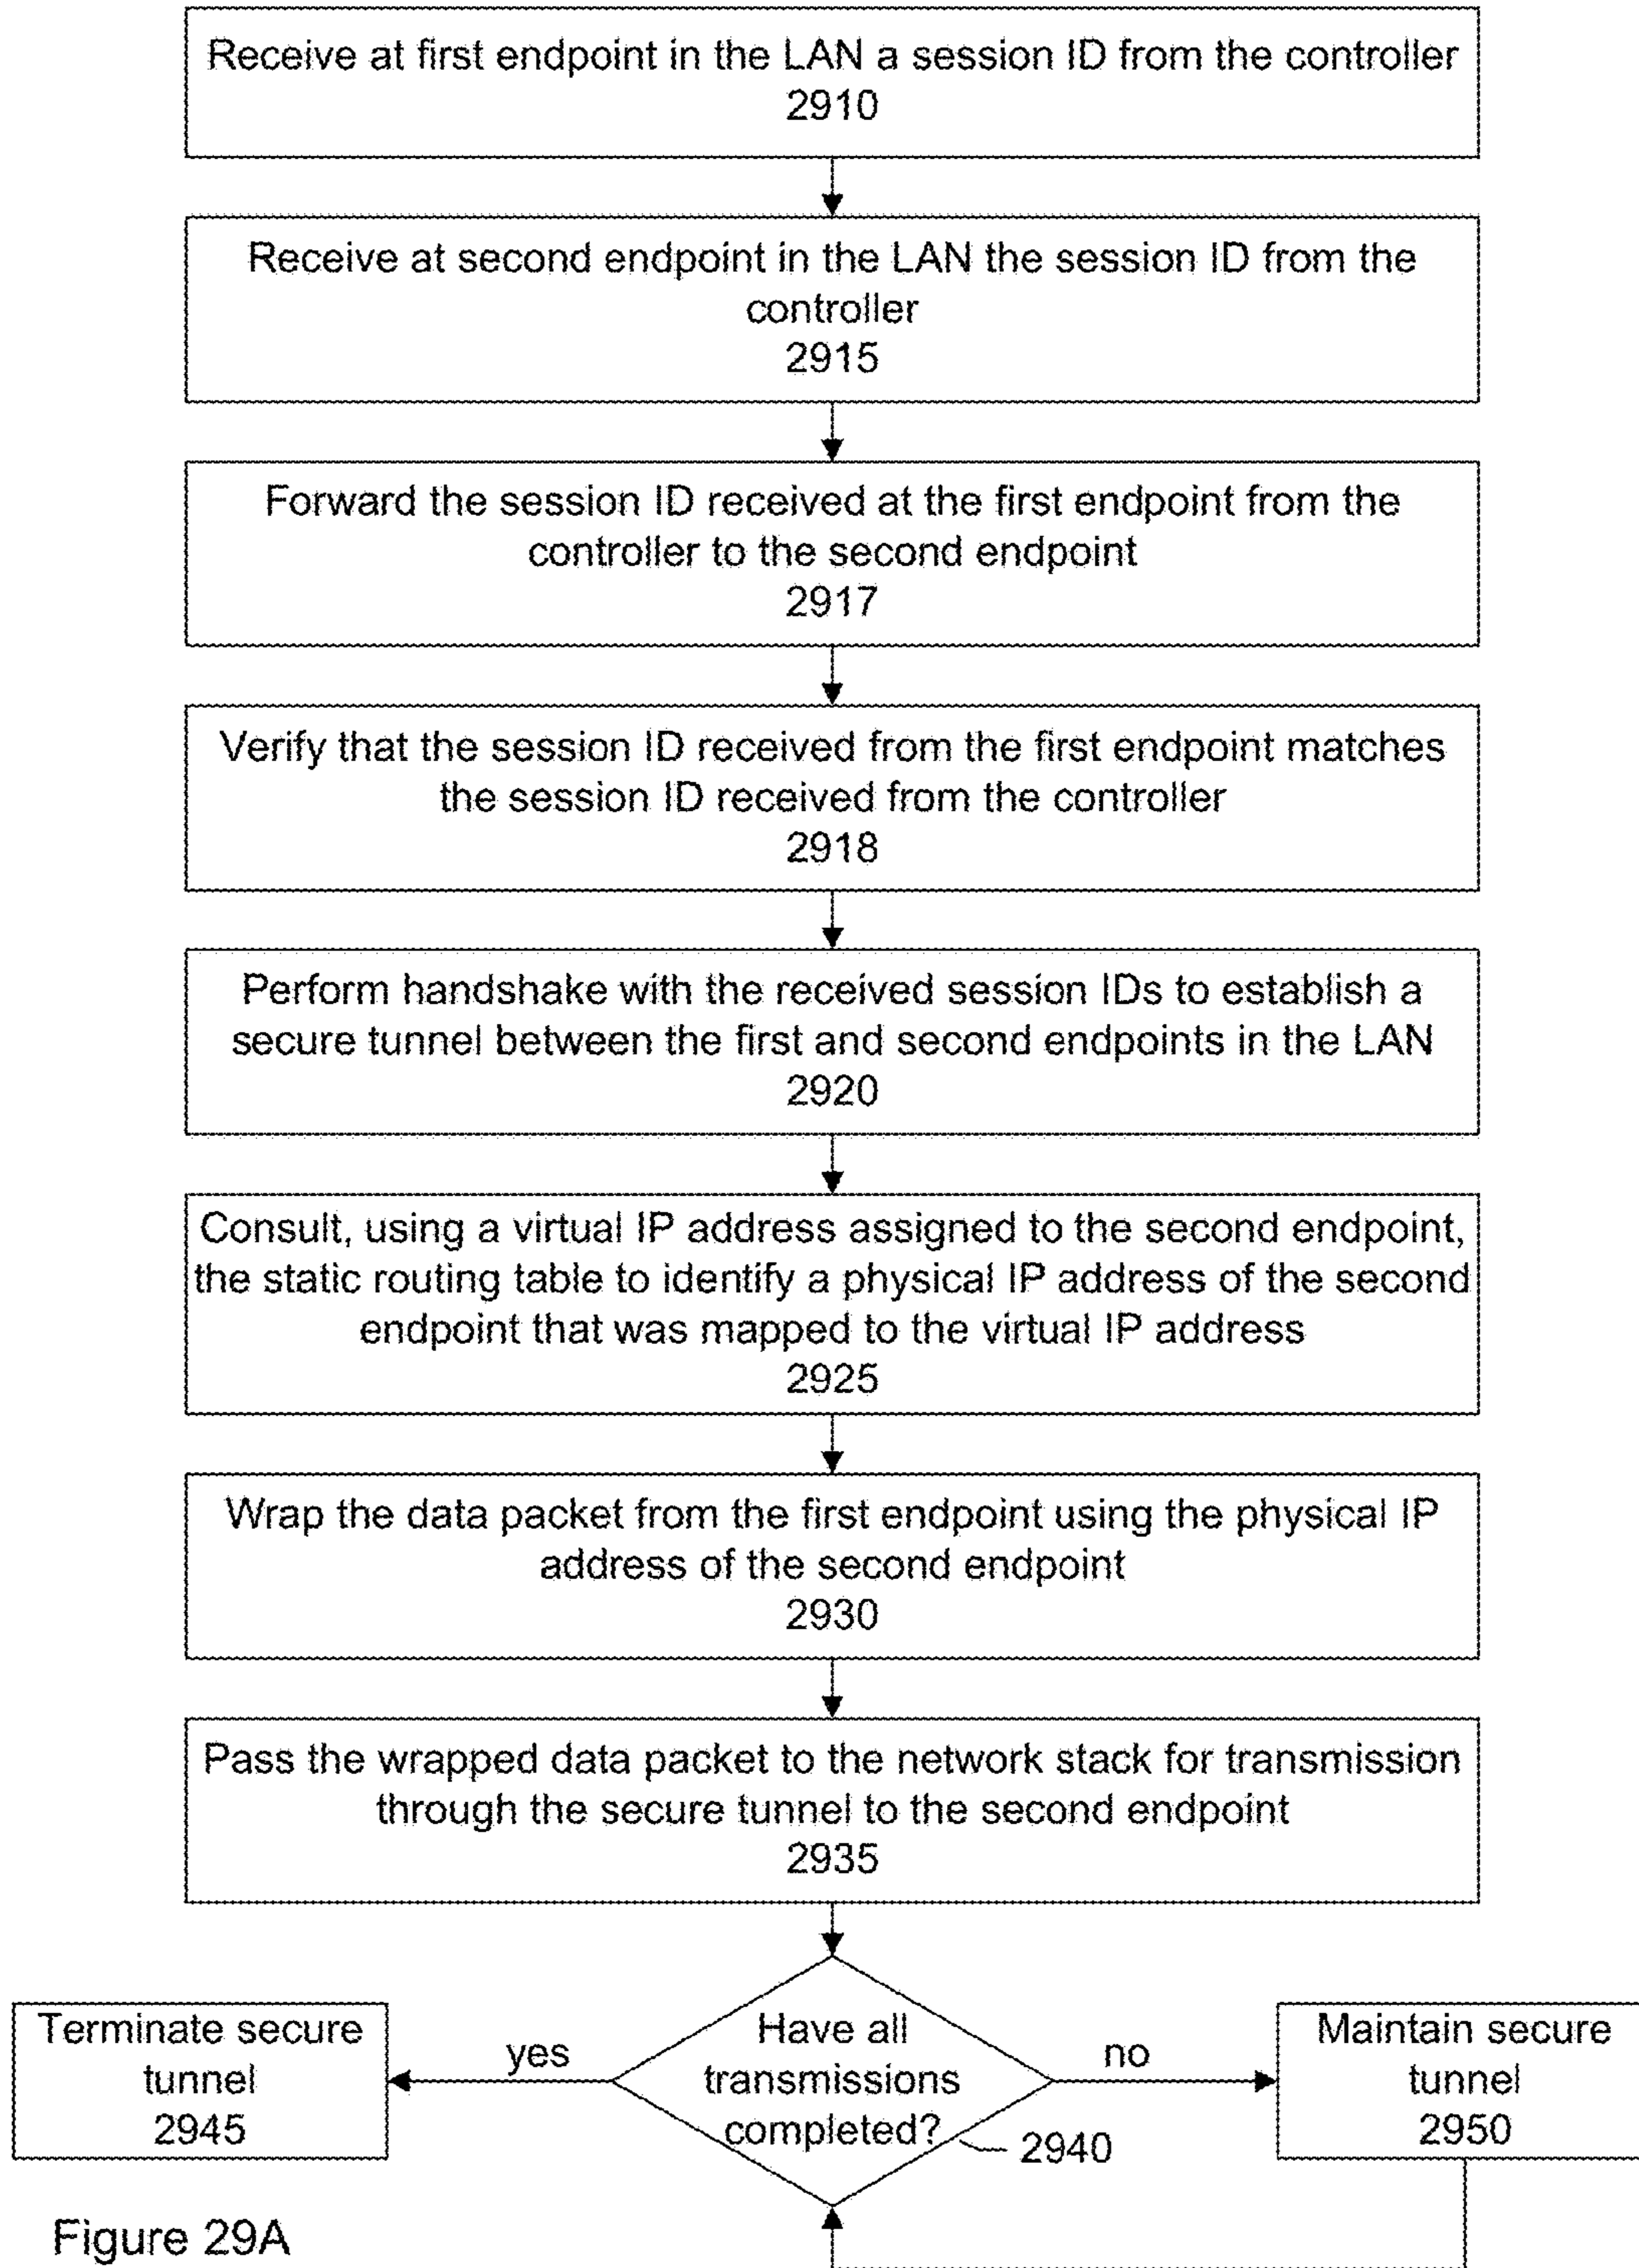 Receive at first endpoint in the LAN a session ID from the controller
2910
Receive at second endpoint in the LAN the session ID from the
controller
2915
Forward the session ID received at the first endpoint from the
controller to the second endpoint
2917
Verify that the session ID received from the first endpoint matches
the session ID received from the controller
2918
Perform handshake with the received session IDs to establish a
secure tunnel between the first and second endpoints in the LAN
2920
Consult, using a virtual IP address assigned to the second endpoint,
the static routing table to identify a physical IP address of the second
endpoint that was mapped to the virtual IP address
2925
Wrap the data packet from the first endpoint using the physical IP
address of the second endpoint
2930
Pass the wrapped data packet to the network stack for transmission
through the secure tunnel to the second endpoint
2935
Terminate secure
tunnel
2945
yes
Have all
transmissions
completed?
2940
no
Maintain secure
tunnel
2950
Figure 29A